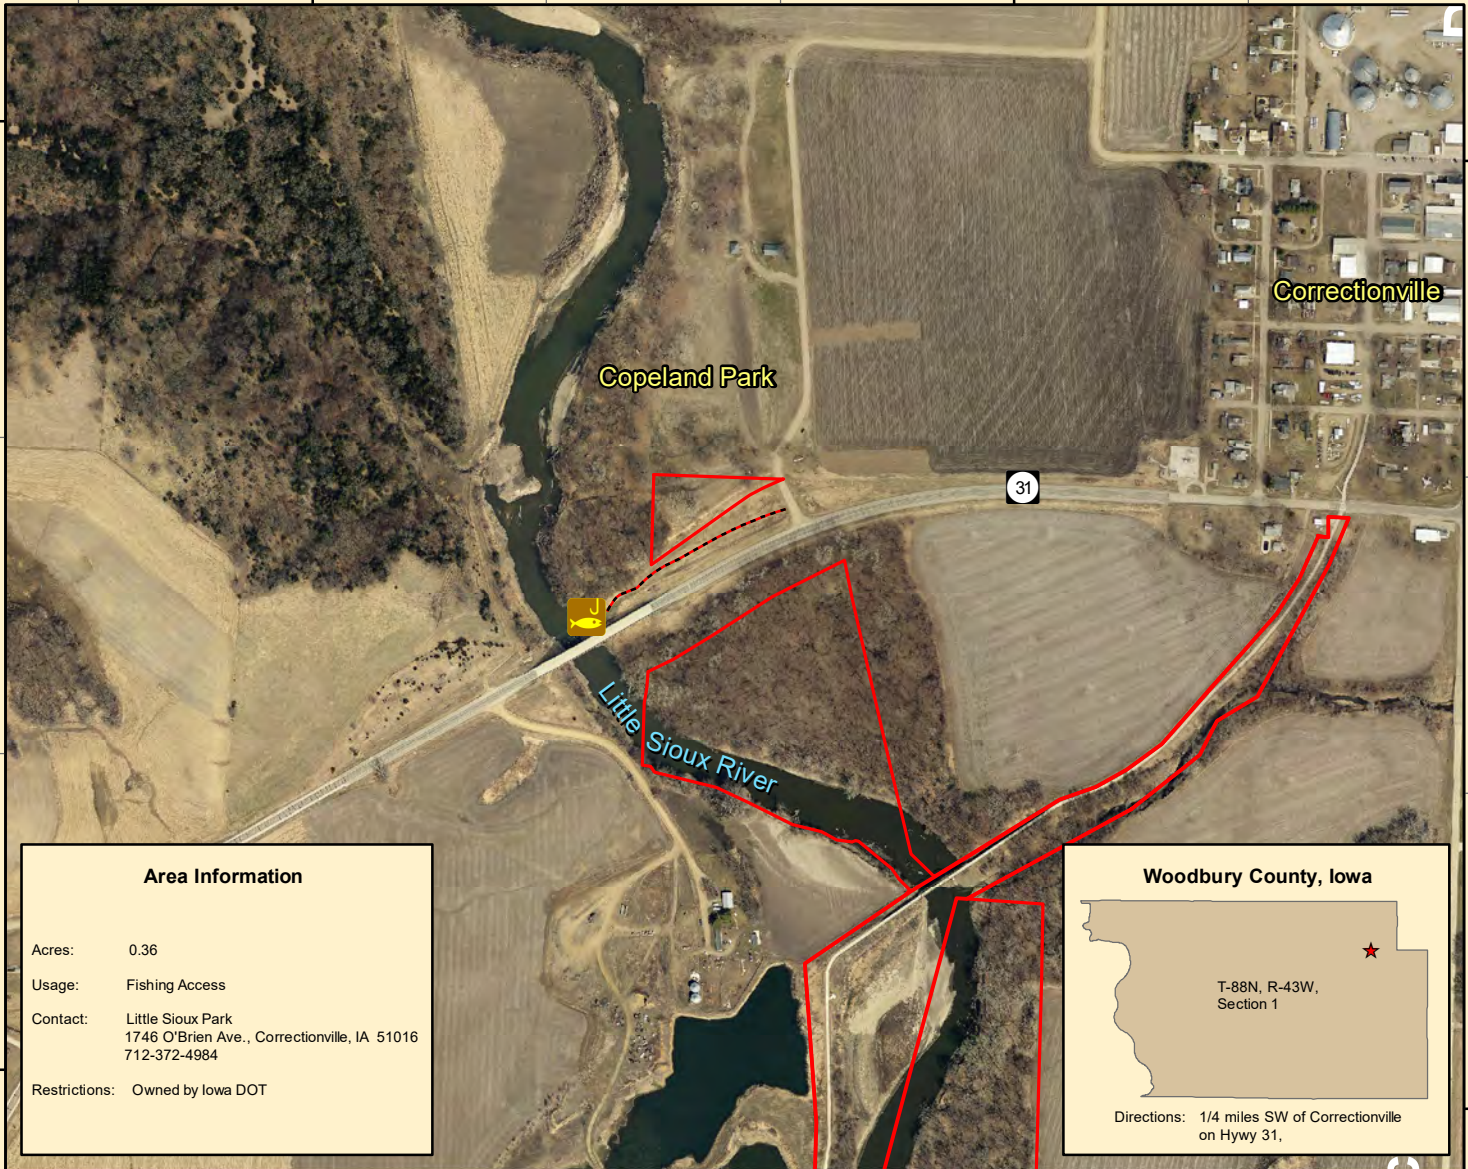 Correctionville
Copeland Park
31
Little Sioux River
Area Information
Acres: 0.36
Usage: Fishing Access
Contact: Little Sioux Park
1746 O'Brien Ave., Correctionville, IA 51016
712-372-4984
Restrictions: Owned by Iowa DOT
Woodbury County, Iowa
T-88N, R-43W,
Section 1
Directions: 1/4 miles SW of Correctionville
on Hywy 31,